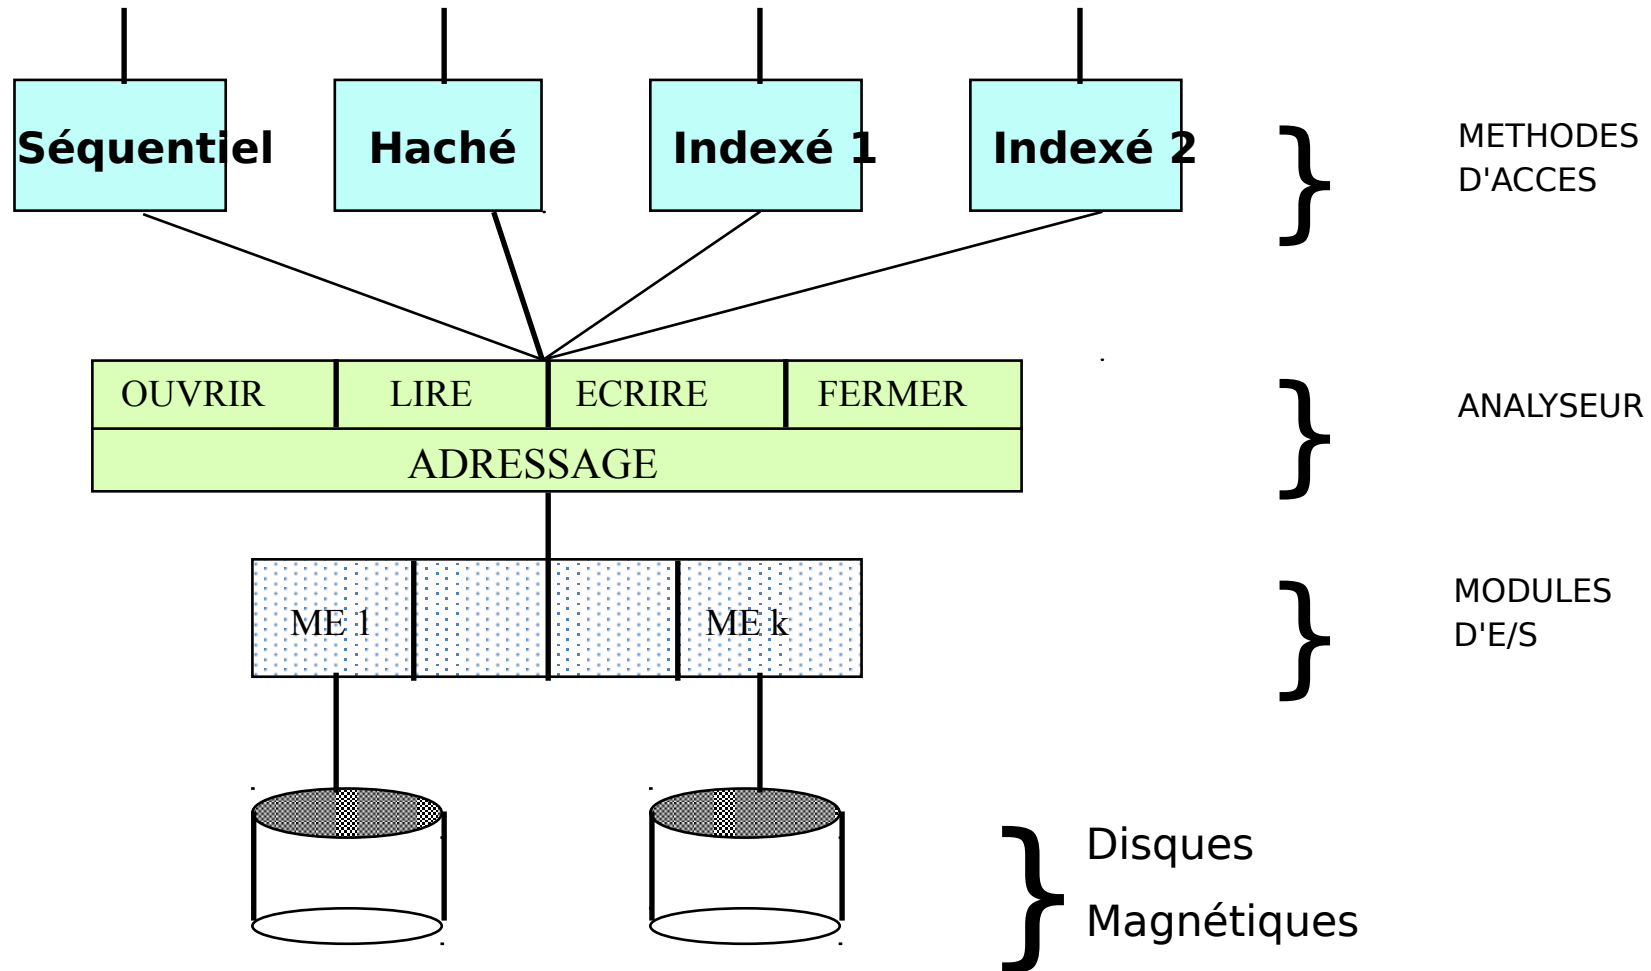 Séquentiel Haché Indexé 1 Indexé 2
METHODES
D'ACCES
OUVRIR LIRE ECRIRE FERMER
ANALYSEUR
ADRESSAGE
ME 1 ME k
MODULES
D'E/S
Disques
Magnétiques